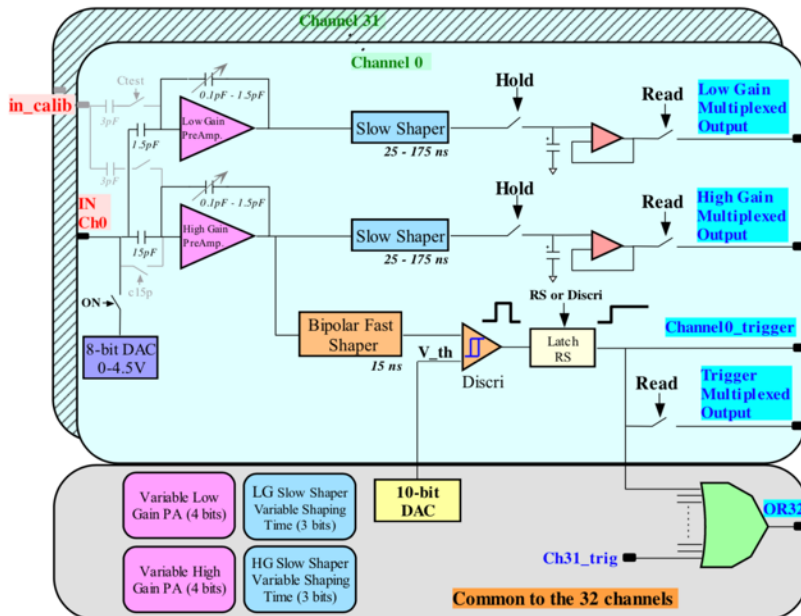 Channel 31
Channel 0
in_calib
Ctest
3pF
0.1pF - 1.5pF
Low Gain
PreAmp.
1.5pF
3pF
Slow Shaper
25 - 175 ns
Hold
Read
Low Gain
Multiplexed
Output
IN
Ch0
0.1pF - 1.5pF
High Gain
PreAmp.
15pF
c15p
Slow Shaper
25 - 175 ns
Hold
Read
High Gain
Multiplexed
Output
ON
8-bit DAC
0-4.5V
Bipolar Fast
Shaper
15 ns
V_th
Discri
RS or Discri
Latch
RS
Channel0_trigger
Read
Trigger
Multiplexed
Output
Variable Low
Gain PA (4 bits)
LG Slow Shaper
Variable Shaping
Time (3 bits)
10-bit
DAC
OR32
Variable High
Gain PA (4 bits)
HG Slow Shaper
Variable Shaping
Time (3 bits)
Ch31_trig
Common to the 32 channels